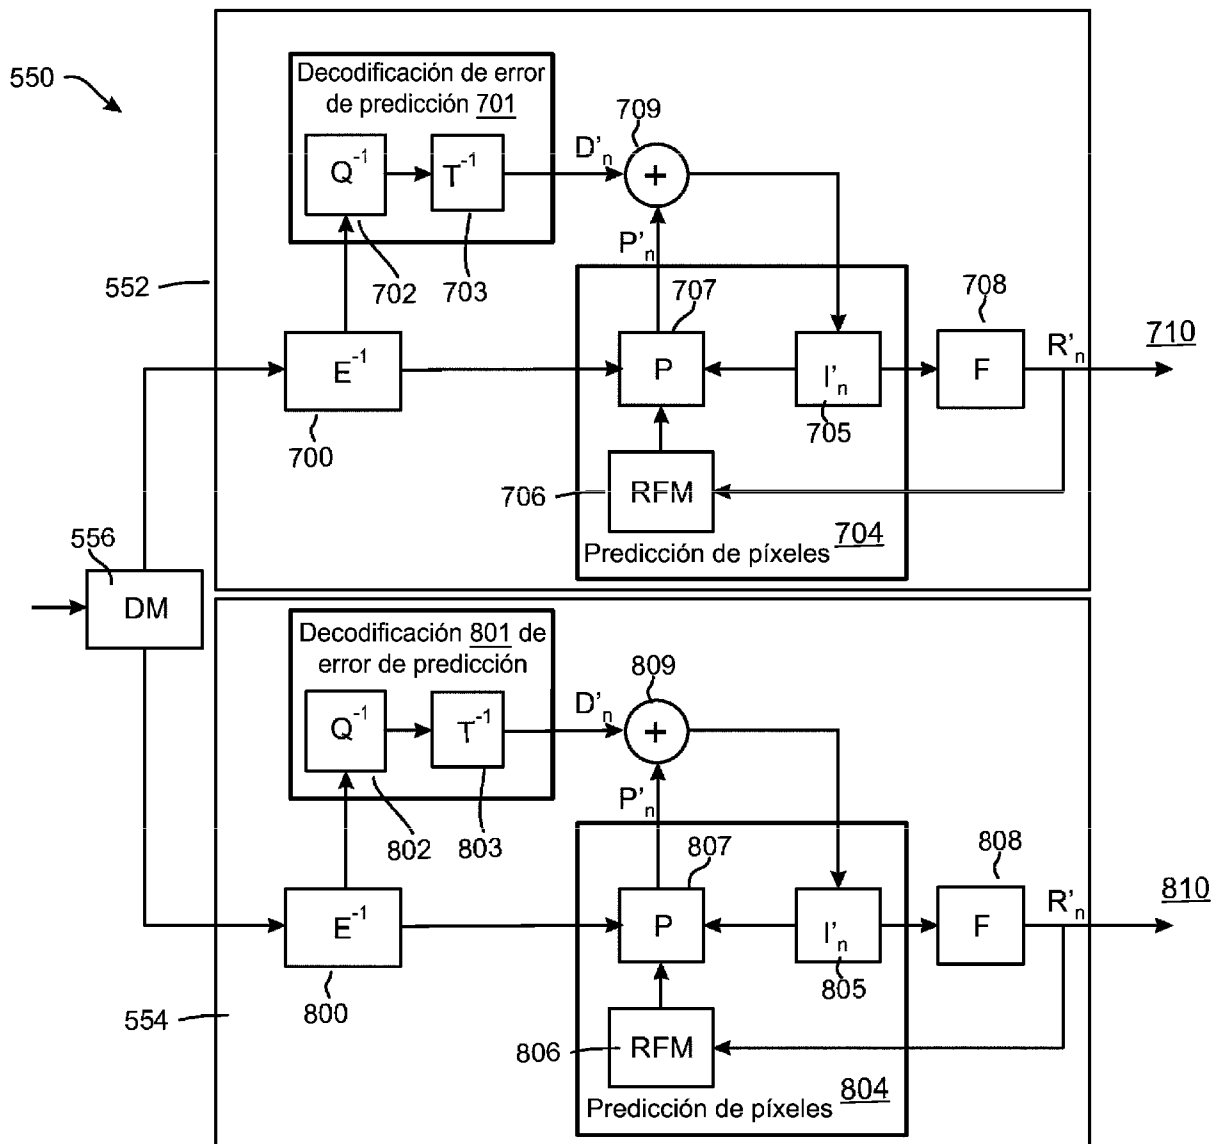 550
Decodificación de error
de predicción 701
709
Q⁻¹
T⁻¹
D'ₙ
+
P'ₙ
552
702
703
707
708
710
E⁻¹
P
I'ₙ
F
R'ₙ
700
705
706
RFM
704
Predicción de píxeles
556
DM
Decodificación 801 de
error de predicción
809
Q⁻¹
T⁻¹
D'ₙ
+
P'ₙ
802
803
807
808
810
E⁻¹
P
I'ₙ
F
R'ₙ
800
805
554
806
RFM
Predicción de píxeles 804